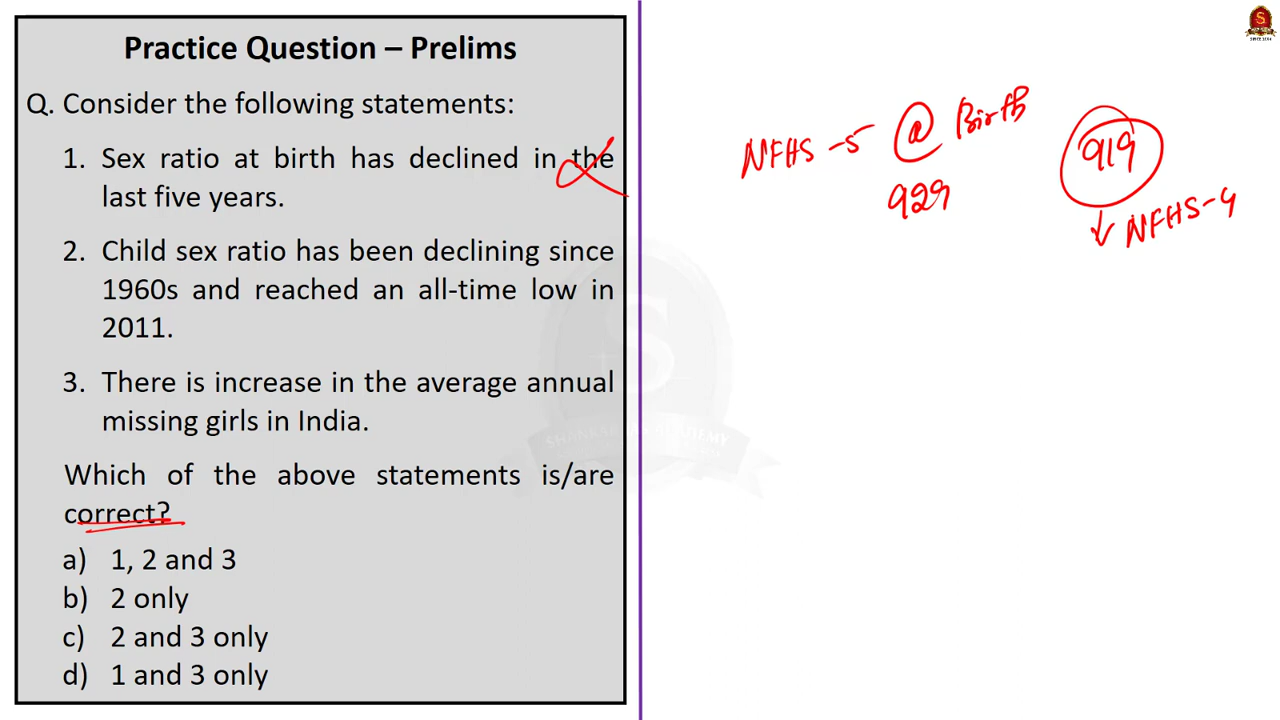 Practice Question – Prelims
Q. Consider the following statements:
1. Sex ratio at birth has declined in the
last five years.
2. Child sex ratio has been declining since
1960s and reached an all-time low in
2011.
3. There is increase in the average annual
missing girls in India.
Which of the above statements is/are
correct?
a) 1, 2 and 3
b) 2 only
c) 2 and 3 only
d) 1 and 3 only
NFHS-5 @ Birth
929
919
NFHS-4
SHANKAR IAS ACADEMY